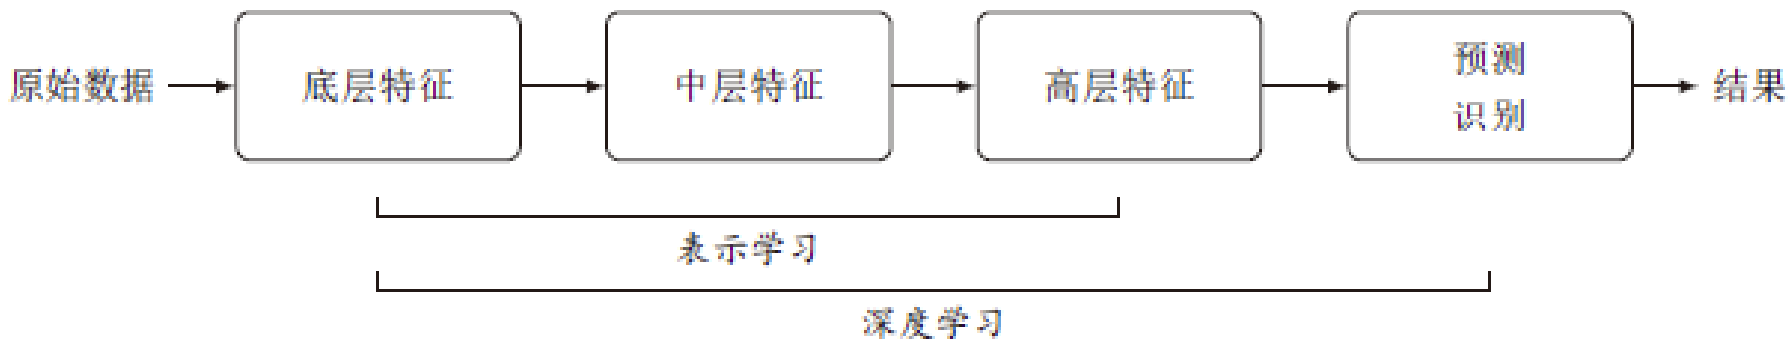 原始数据
底层特征
中层特征
高层特征
预测
识别
结果
表示学习
深度学习